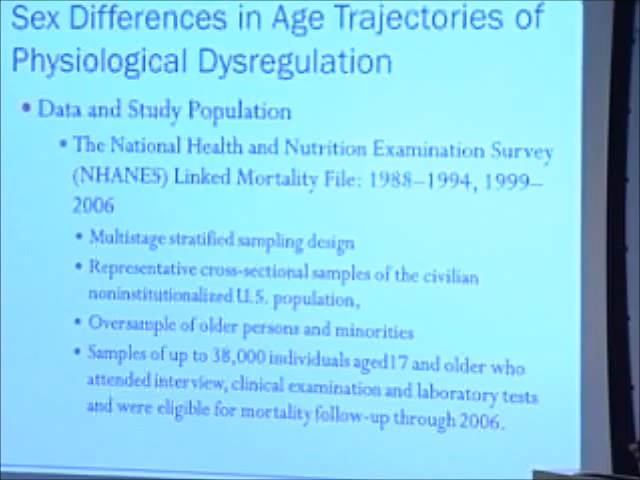 Sex Differences in Age Trajectories of
Physiological Dysregulation
• Data and Study Population
• The National Health and Nutrition Examination Survey
(NHANES) Linked Mortality File: 1988–1994, 1999–
2006
• Multistage stratified sampling design
• Representative cross-sectional samples of the civilian
noninstitutionalized U.S. population,
• Oversample of older persons and minorities
• Samples of up to 38,000 individuals aged17 and older who
attended interview, clinical examination and laboratory tests
and were eligible for mortality follow-up through 2006.